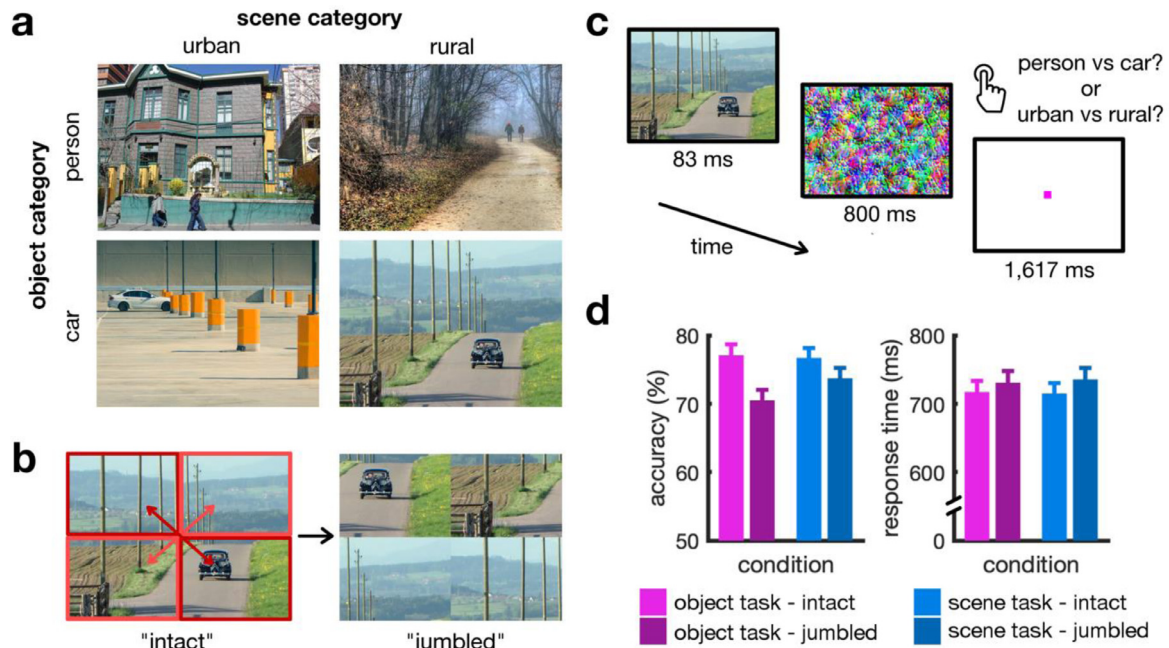 a
scene category
urban
rural
object category
person
car
b
"intact"
"jumbled"
c
83 ms
800 ms
1,617 ms
time
person vs car?
or
urban vs rural?
d
accuracy (%)
80
70
60
50
condition
response time (ms)
800
700
600
0
condition
object task - intact
object task - jumbled
scene task - intact
scene task - jumbled